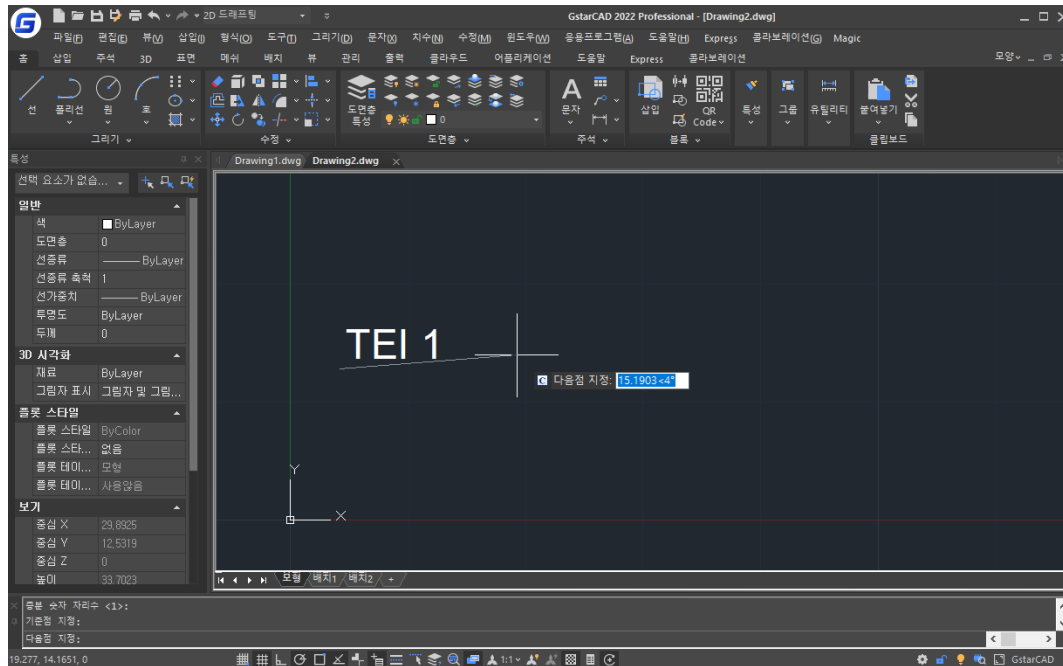 2D 드래프팅
GstarCAD 2022 Professional - [Drawing2.dwg]
파일(F) 편집(E) 뷰(V) 삽입(I) 형식(O) 도구(T) 그리기(D) 문자(X) 치수(N) 수정(M) 윈도우(W) 응용프로그램(A) 도움말(H) Express 콜라보레이션(G) Magic
홈 삽입 주석 3D 표면 메쉬 배치 뷰 관리 출력 클라우드 어플리케이션 도움말 Express 콜라보레이션 모양
선 폴리선 원 호 도면층 특성 0 문자 삽입 QR Code 특성 그룹 유틸리티 붙여넣기
그리기 수정 도면층 주석 블록 클립보드
특성
Drawing1.dwg Drawing2.dwg
선택 요소가 없습...
일반
색 ByLayer
도면층 0
선종류 ByLayer
선종류 축척 1
선가중치 ByLayer
투명도 ByLayer
두께 0
3D 시각화
재료 ByLayer
그림자 표시 그림자 및 그림...
플롯 스타일
플롯 스타일 ByColor
플롯 스타... 없음
플롯 테이... 모형
플롯 테이... 사용않음
보기
중심 X 29,8925
중심 Y 12,5319
중심 Z 0
높이 33,7023
TEI 1
다음점 지정: 15.1903<4°
Y
X
모형 배치1 배치2 +
증분 숫자 자리수 <1>:
기준점 지정:
다음점 지정:
19.277, 14.1651, 0
1:1
GstarCAD